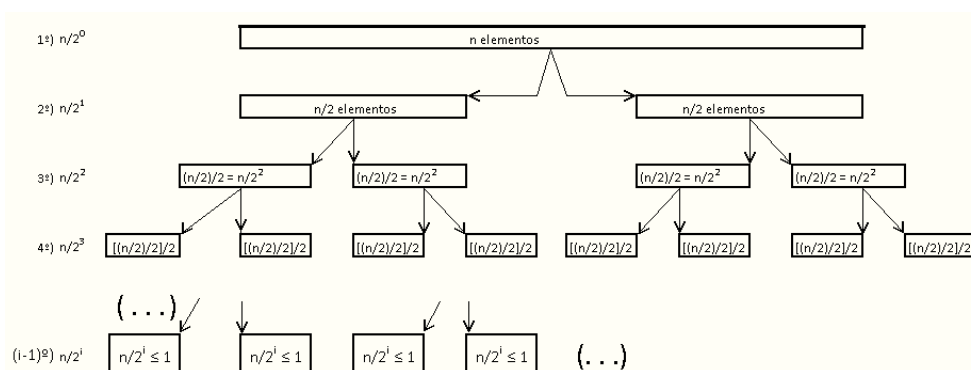 1º) n/2⁰ n elementos
2º) n/2¹ n/2 elementos n/2 elementos
3º) n/2² (n/2)/2 = n/2² (n/2)/2 = n/2² (n/2)/2 = n/2² (n/2)/2 = n/2²
4º) n/2³ [(n/2)/2]/2 [(n/2)/2]/2 [(n/2)/2]/2 [(n/2)/2]/2 [(n/2)/2]/2 [(n/2)/2]/2 [(n/2)/2]/2 [(n/2)/2]/2
(...)
(i-1)º) n/2ⁱ n/2ⁱ ≤ 1 n/2ⁱ ≤ 1 n/2ⁱ ≤ 1 n/2ⁱ ≤ 1 (...)